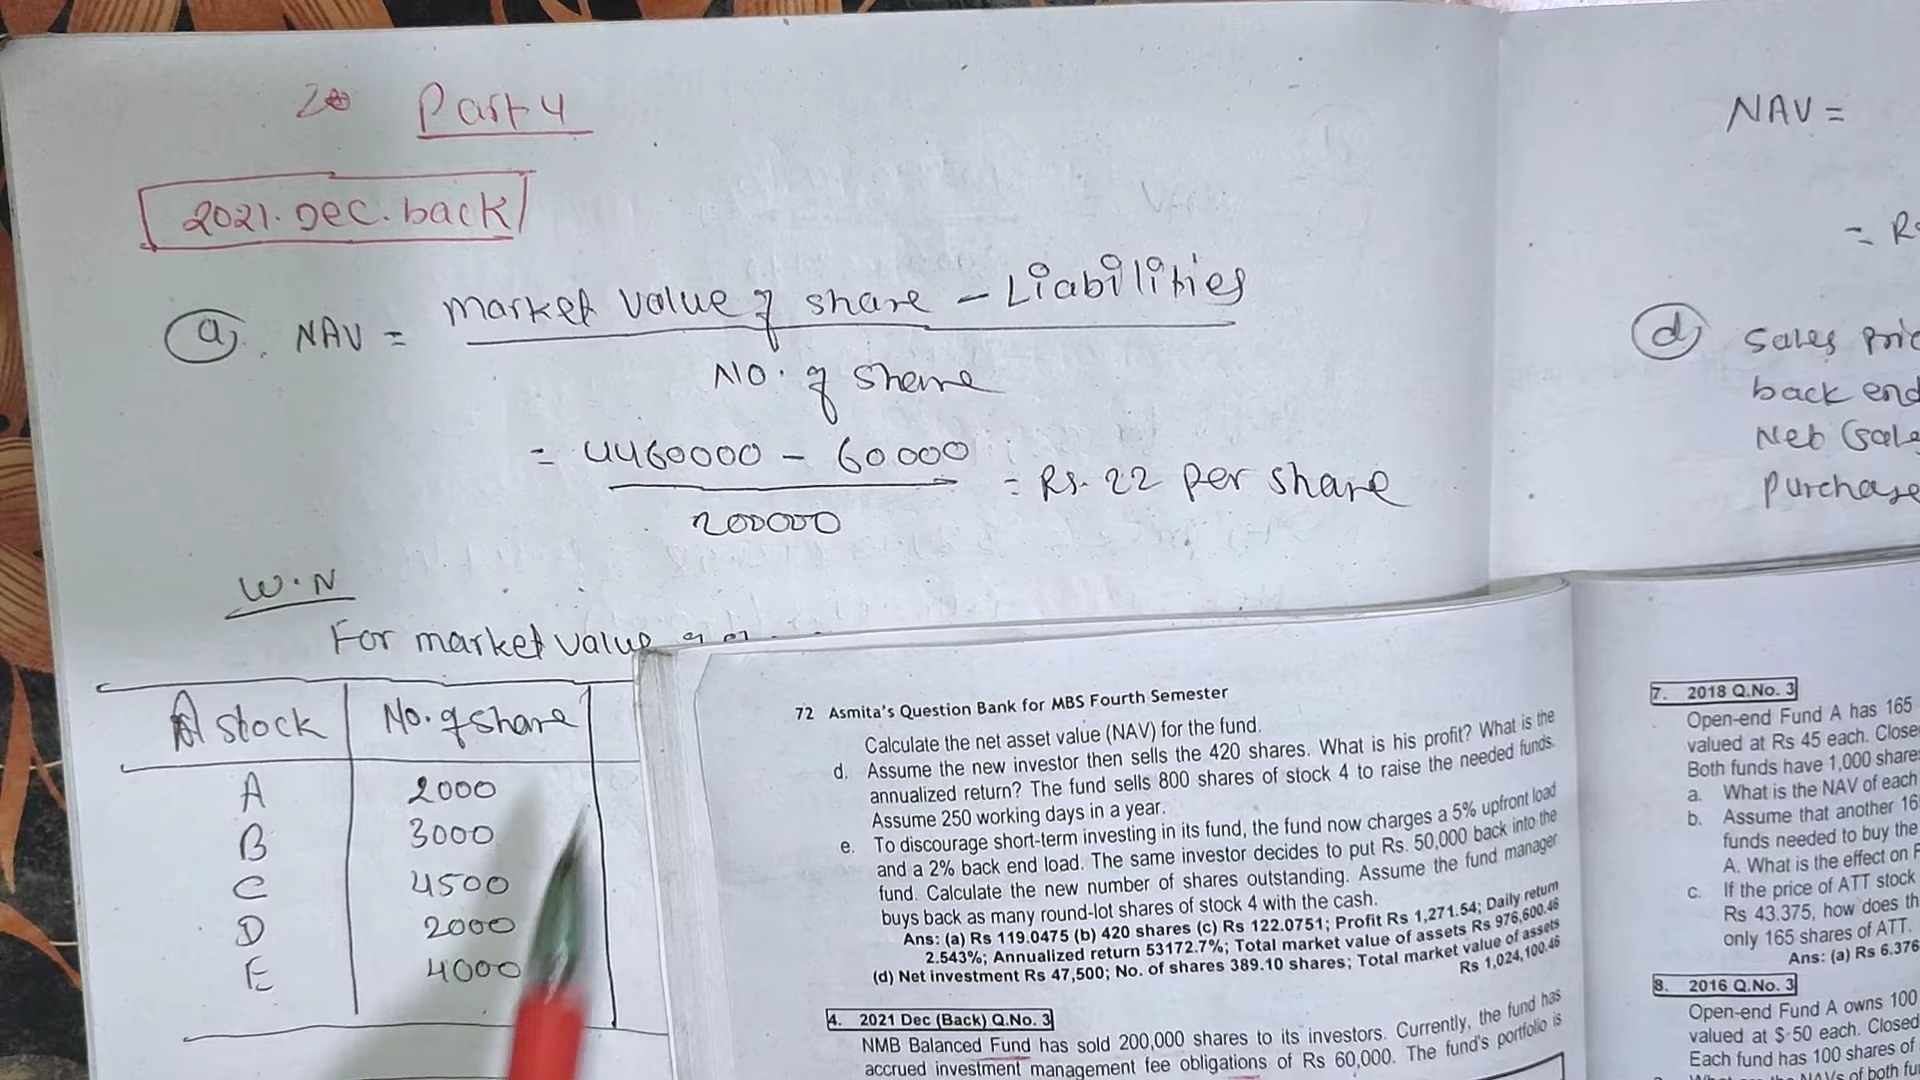 Part 4
2021. Dec. back
a. NAV = market value of share - Liabilities
No. of share
= 4460000 - 60000
200000
= Rs. 22 per share
W.N
For market value
stock No. of share
A 2000
B 3000
C 4500
D 2000
E 4000
NAV =
d Sales
back end
Net
purchase
72 Asmita's Question Bank for MBS Fourth Semester
Calculate the net asset value (NAV) for the fund.
d. Assume the new investor then sells the 420 shares. What is his profit? What is the
annualized return? The fund sells 800 shares of stock 4 to raise the needed funds.
Assume 250 working days in a year.
e. To discourage short-term investing in its fund, the fund now charges a 5% upfront load
and a 2% back end load. The same investor decides to put Rs. 50,000 back into the
fund. Calculate the new number of shares outstanding. Assume the fund manager
buys back as many round-lot shares of stock 4 with the cash.
Ans: (a) Rs 119.0475 (b) 420 shares (c) Rs 122.0751; Profit Rs 1,271.54; Daily return
2.543%; Annualized return 53172.7%; Total market value of assets Rs 976,600.46
(d) Net investment Rs 47,500; No. of shares 389.10 shares; Total market value of assets
Rs 1,024,100.46
4. 2021 Dec (Back) Q.No. 3
NMB Balanced Fund has sold 200,000 shares to its investors. Currently, the fund has
accrued investment management fee obligations of Rs 60,000. The fund's portfolio is
7. 2018 Q.No. 3
Open-end Fund A has 165
valued at Rs 45 each.
Both funds have 1,000
a. What is the NAV of each
b. Assume that another
funds needed to buy the
A. What is the effect on
c. If the price of ATT stock
Rs 43.375, how does
only 165 shares of ATT.
Ans: (a) Rs 6.376
8. 2016 Q.No. 3
Open-end Fund A owns 100
valued at $ 50 each.
Each fund has 100 shares of
NAVs of both